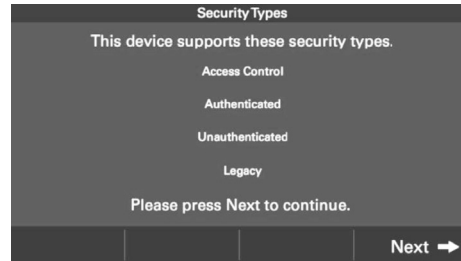 Security Types
This device supports these security types.
Access Control
Authenticated
Unauthenticated
Legacy
Please press Next to continue.
Next